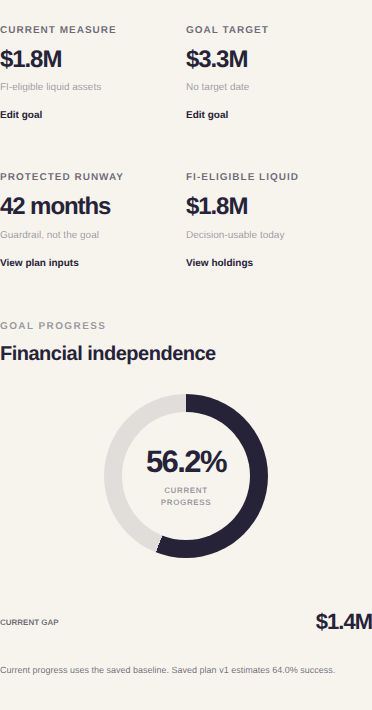 CURRENT MEASURE
$1.8M
FI-eligible liquid assets
Edit goal
GOAL TARGET
$3.3M
No target date
Edit goal
PROTECTED RUNWAY
42 months
Guardrail, not the goal
View plan inputs
FI-ELIGIBLE LIQUID
$1.8M
Decision-usable today
View holdings
GOAL PROGRESS
Financial independence
56.2%
CURRENT
PROGRESS
CURRENT GAP
$1.4M
Current progress uses the saved baseline. Saved plan v1 estimates 64.0% success.